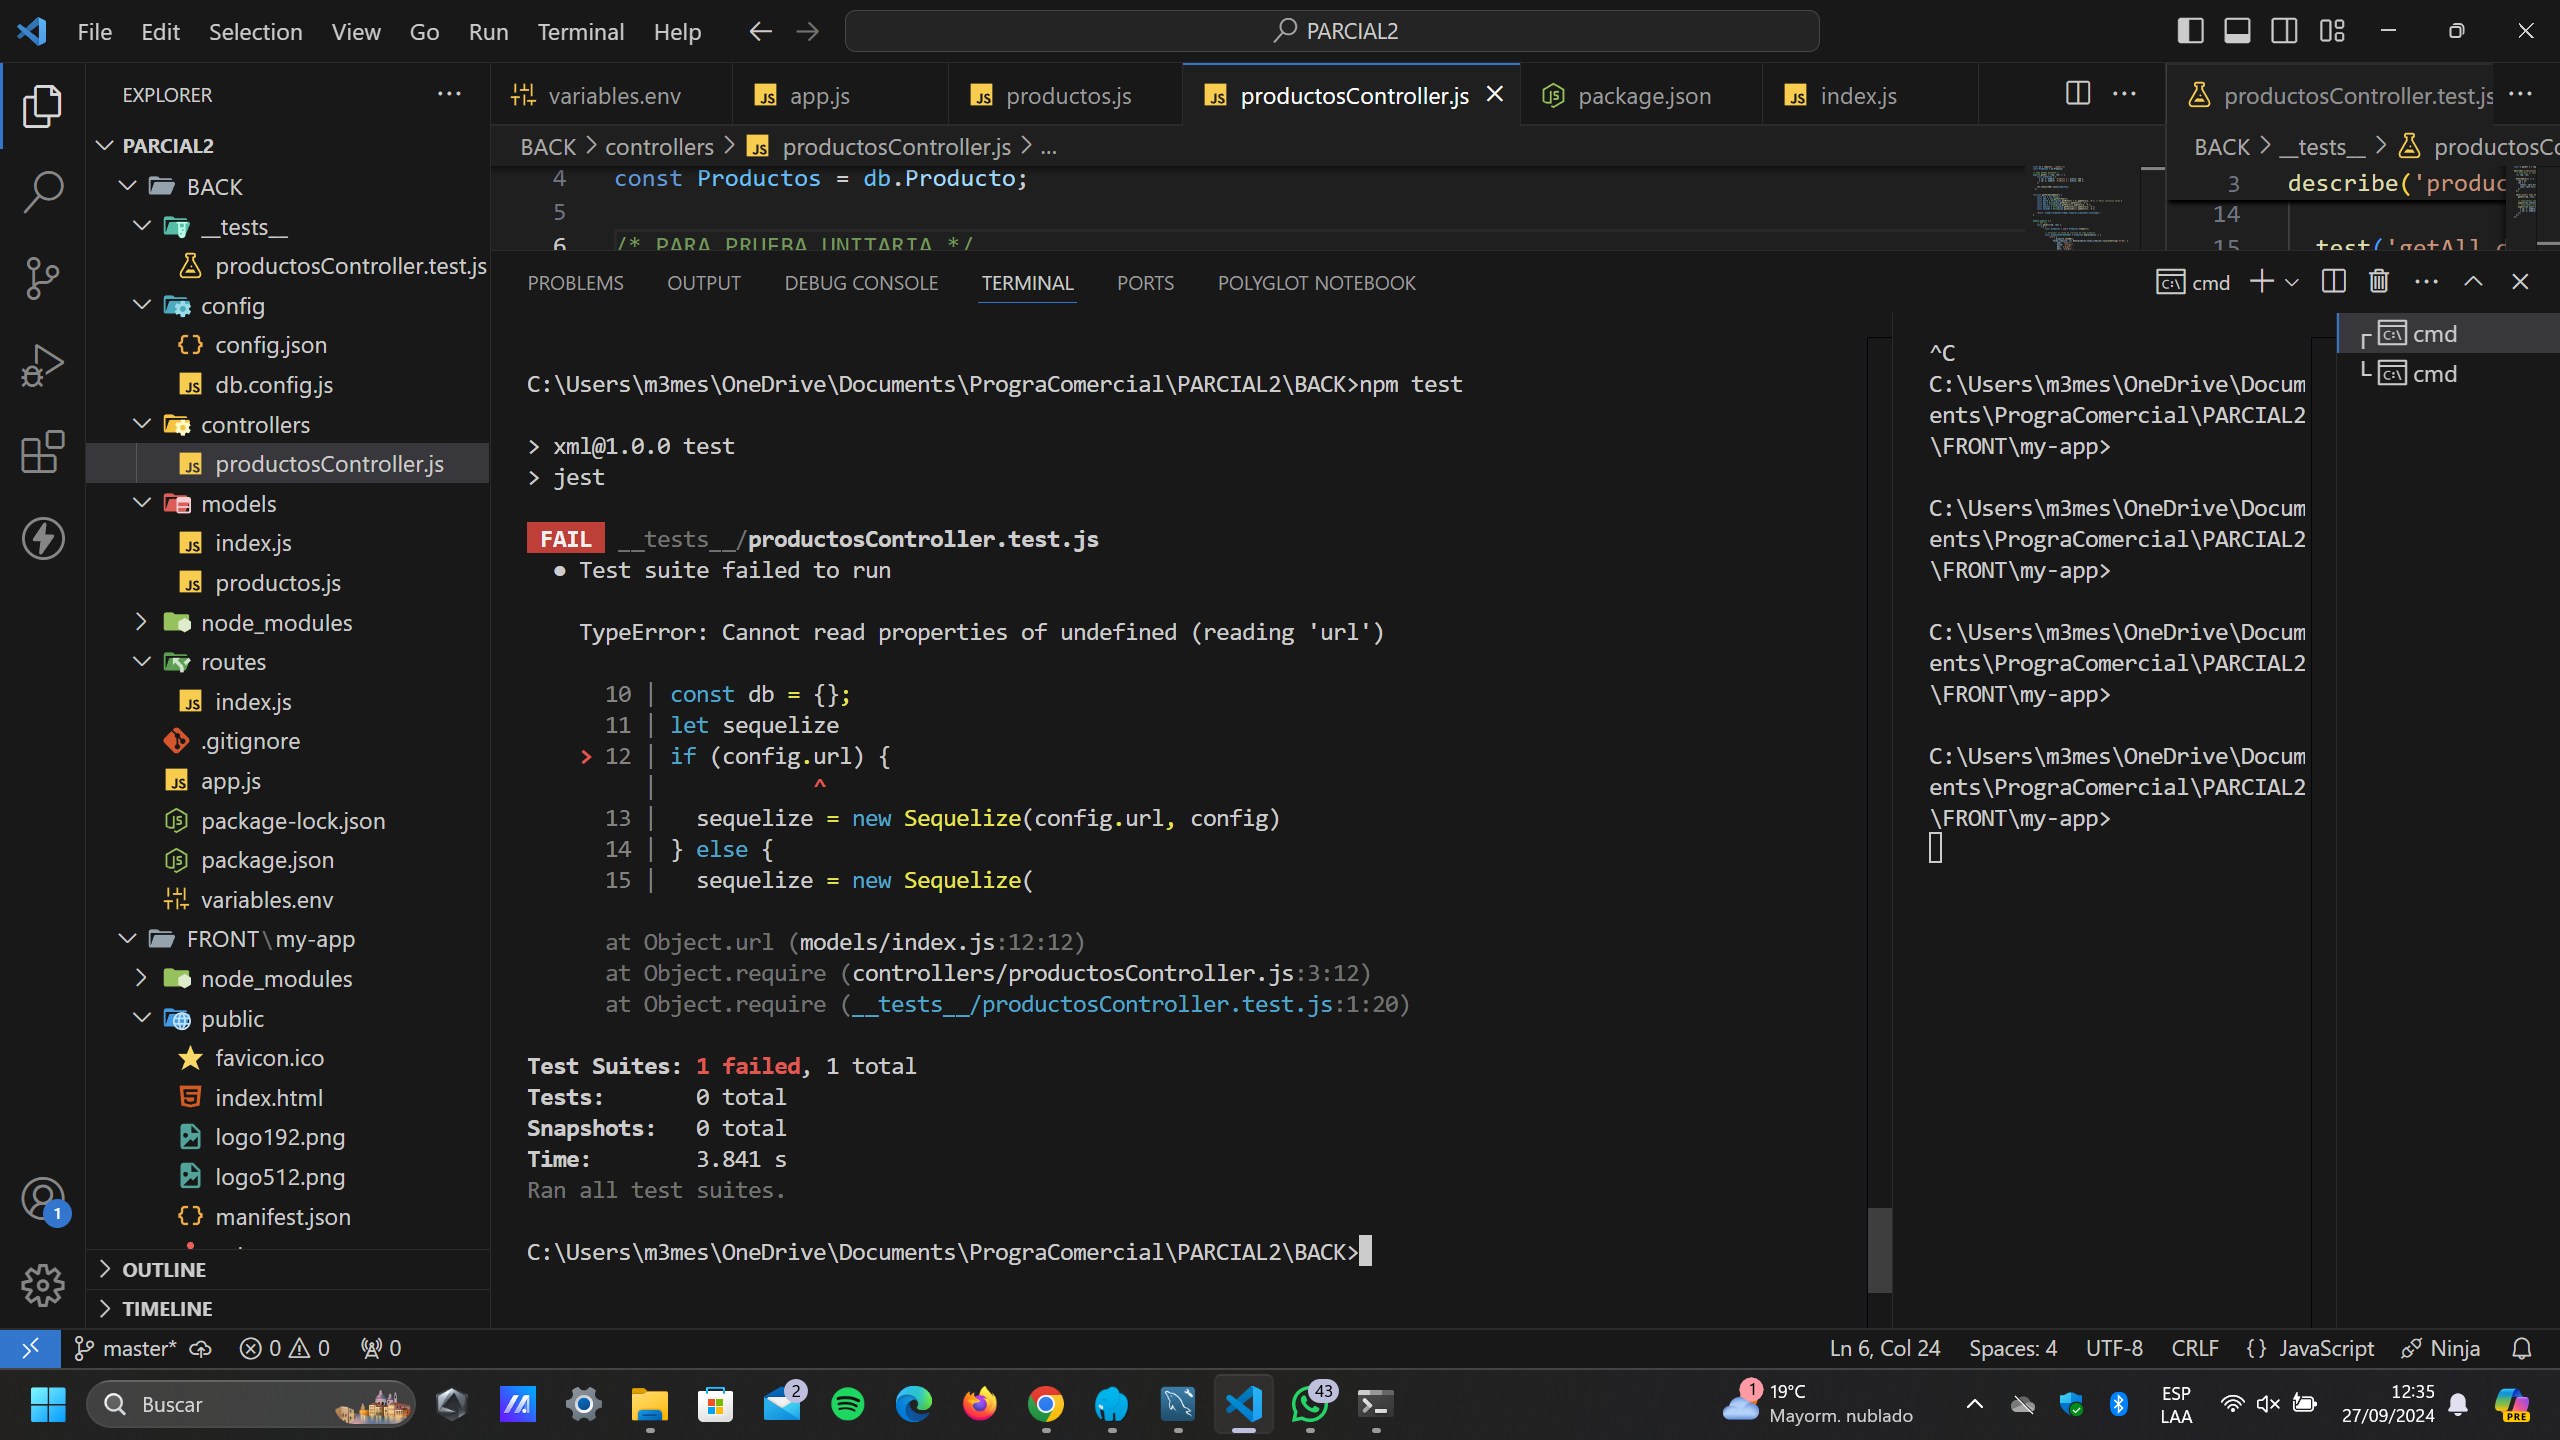 File Edit Selection View Go Run Terminal Help
PARCIAL2
EXPLORER
PARCIAL2
BACK
__tests__
productosController.test.js
config
config.json
db.config.js
controllers
productosController.js
models
index.js
productos.js
node_modules
routes
index.js
.gitignore
app.js
package-lock.json
package.json
variables.env
FRONT\my-app
node_modules
public
favicon.ico
index.html
logo192.png
logo512.png
manifest.json
OUTLINE
TIMELINE
variables.env
app.js
productos.js
productosController.js
package.json
index.js
BACK > controllers > productosController.js > ...
4 const Productos = db.Producto;
5
6 /* PARA PRUEBA UNITARIA */
productosController.test.js
BACK > __tests__ >
3 describe('produc
14
15 test('getAll
PROBLEMS OUTPUT DEBUG CONSOLE TERMINAL PORTS POLYGLOT NOTEBOOK
cmd
C:\Users\m3mes\OneDrive\Documents\PrograComercial\PARCIAL2\BACK>npm test
> xml@1.0.0 test
> jest
FAIL __tests__/productosController.test.js
● Test suite failed to run
TypeError: Cannot read properties of undefined (reading 'url')
10 | const db = {};
11 | let sequelize
> 12 | if (config.url) {
| ^
13 | sequelize = new Sequelize(config.url, config)
14 | } else {
15 | sequelize = new Sequelize(
at Object.url (models/index.js:12:12)
at Object.require (controllers/productosController.js:3:12)
at Object.require (__tests__/productosController.test.js:1:20)
Test Suites: 1 failed, 1 total
Tests: 0 total
Snapshots: 0 total
Time: 3.841 s
Ran all test suites.
C:\Users\m3mes\OneDrive\Documents\PrograComercial\PARCIAL2\BACK>
^C
C:\Users\m3mes\OneDrive\Docum
ents\PrograComercial\PARCIAL2
\FRONT\my-app>
C:\Users\m3mes\OneDrive\Docum
ents\PrograComercial\PARCIAL2
\FRONT\my-app>
C:\Users\m3mes\OneDrive\Docum
ents\PrograComercial\PARCIAL2
\FRONT\my-app>
C:\Users\m3mes\OneDrive\Docum
ents\PrograComercial\PARCIAL2
\FRONT\my-app>
cmd
cmd
1
master* 0 0 0
Ln 6, Col 24 Spaces: 4 UTF-8 CRLF {} JavaScript Ninja
Buscar
2
43
1
19°C
Mayorm. nublado
ESP
LAA
12:35
27/09/2024
PRE